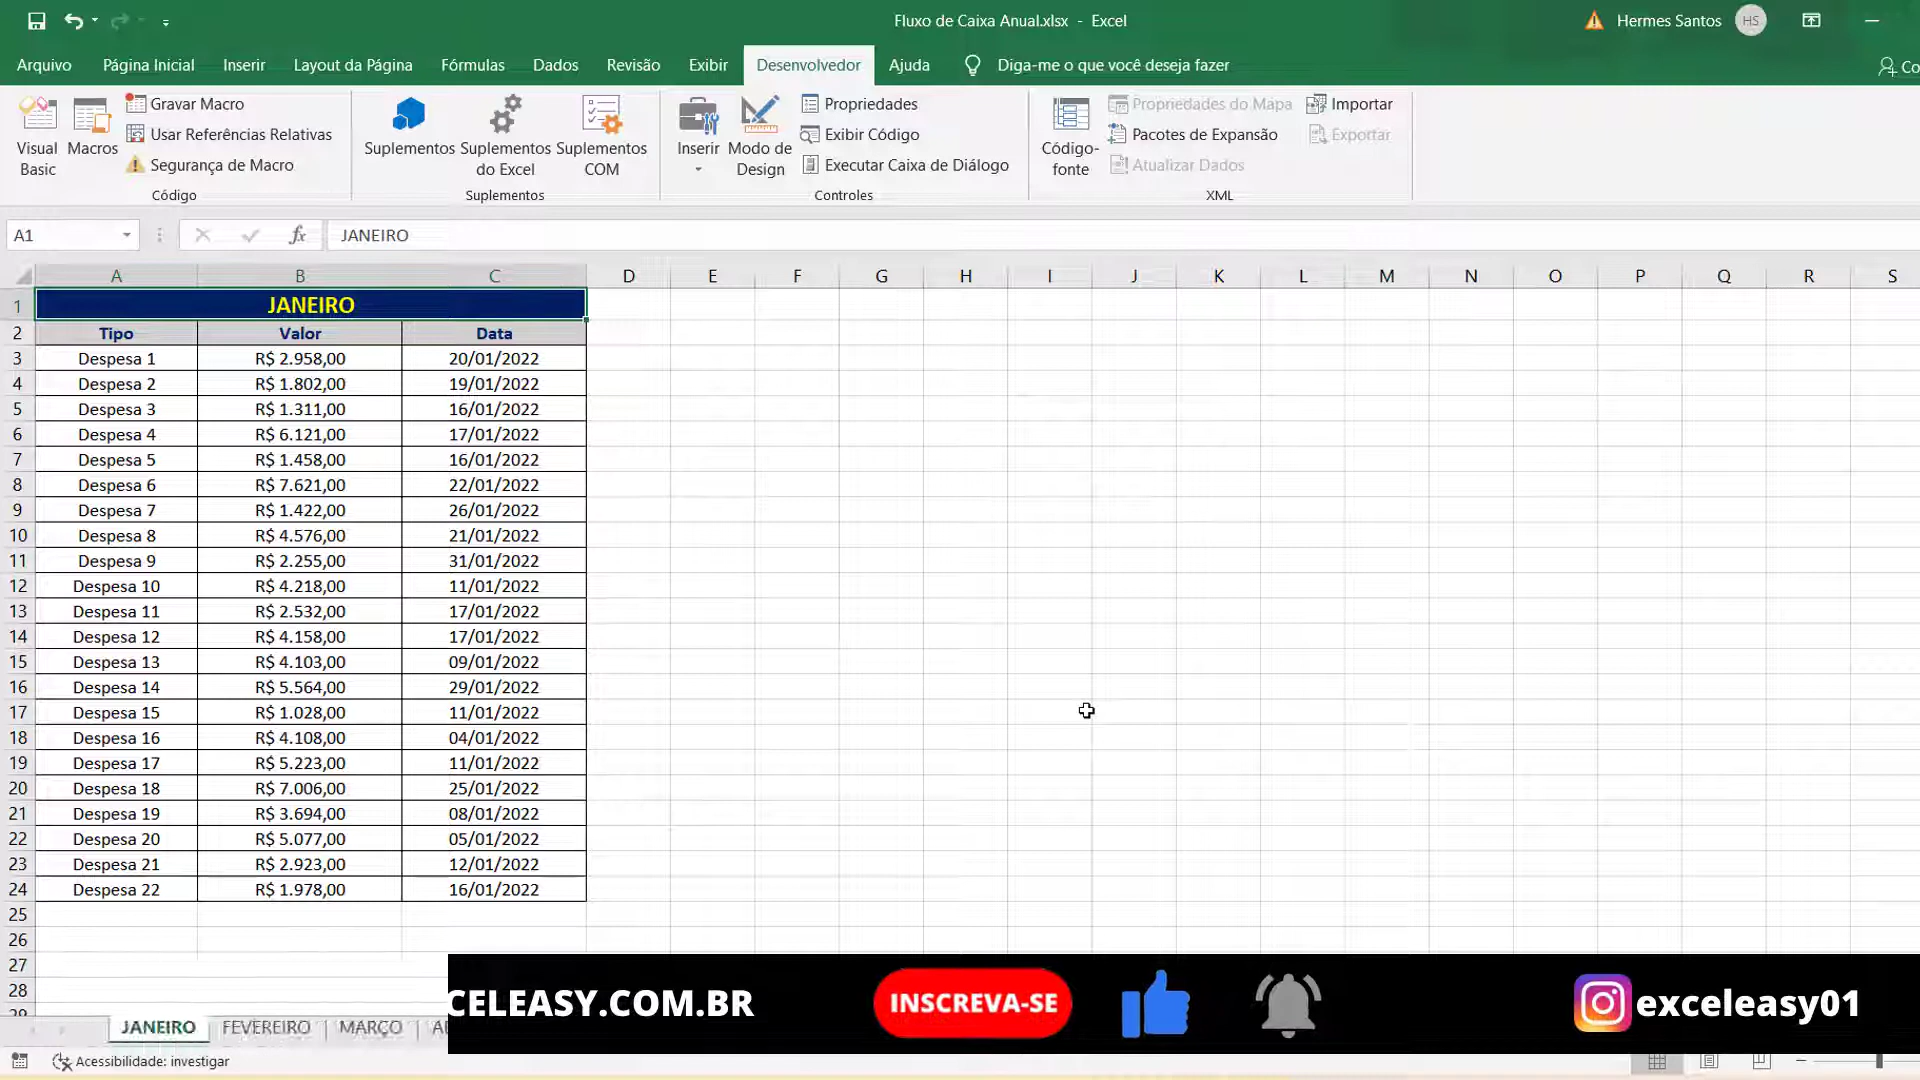 Fluxo de Caixa Anual.xlsx - Excel
Hermes Santos HS
Arquivo Página Inicial Inserir Layout da Página Fórmulas Dados Revisão Exibir Desenvolvedor Ajuda Diga-me o que você deseja fazer Co
Visual Basic
Macros
Gravar Macro
Usar Referências Relativas
Segurança de Macro
Código
Suplementos
Suplementos do Excel
Suplementos COM
Suplementos
Inserir
Modo de Design
Propriedades
Exibir Código
Executar Caixa de Diálogo
Controles
Código-fonte
Propriedades do Mapa
Pacotes de Expansão
Atualizar Dados
Importar
Exportar
XML
A1 fx JANEIRO
A B C D E F G H I J K L M N O P Q R S
1 JANEIRO
2 Tipo Valor Data
3 Despesa 1 R$ 2.958,00 20/01/2022
4 Despesa 2 R$ 1.802,00 19/01/2022
5 Despesa 3 R$ 1.311,00 16/01/2022
6 Despesa 4 R$ 6.121,00 17/01/2022
7 Despesa 5 R$ 1.458,00 16/01/2022
8 Despesa 6 R$ 7.621,00 22/01/2022
9 Despesa 7 R$ 1.422,00 26/01/2022
10 Despesa 8 R$ 4.576,00 21/01/2022
11 Despesa 9 R$ 2.255,00 31/01/2022
12 Despesa 10 R$ 4.218,00 11/01/2022
13 Despesa 11 R$ 2.532,00 17/01/2022
14 Despesa 12 R$ 4.158,00 17/01/2022
15 Despesa 13 R$ 4.103,00 09/01/2022
16 Despesa 14 R$ 5.564,00 29/01/2022
17 Despesa 15 R$ 1.028,00 11/01/2022
18 Despesa 16 R$ 4.108,00 04/01/2022
19 Despesa 17 R$ 5.223,00 11/01/2022
20 Despesa 18 R$ 7.006,00 25/01/2022
21 Despesa 19 R$ 3.694,00 08/01/2022
22 Despesa 20 R$ 5.077,00 05/01/2022
23 Despesa 21 R$ 2.923,00 12/01/2022
24 Despesa 22 R$ 1.978,00 16/01/2022
25
26
27
28
CELEASY.COM.BR INSCREVA-SE exceleasy01
JANEIRO FEVEREIRO MARÇO
Acessibilidade: investigar